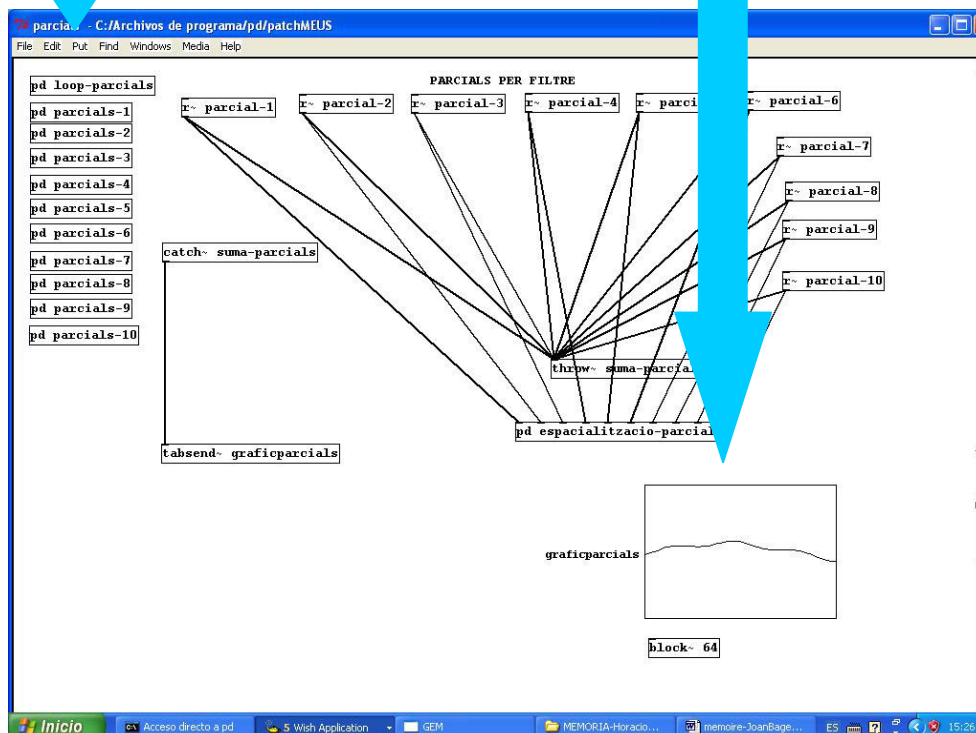 parcials - C:/Archivos de programa/pd/patchMEUS
File Edit Put Find Windows Media Help
PARCIALS PER FILTRE
pd loop-parcials
pd parcials-1
pd parcials-2
pd parcials-3
pd parcials-4
pd parcials-5
pd parcials-6
pd parcials-7
pd parcials-8
pd parcials-9
pd parcials-10
r~ parcial-1
r~ parcial-2
r~ parcial-3
r~ parcial-4
r~
r~ parcial-6
r~ parcial-7
r~ parcial-8
r~ parcial-9
r~ parcial-10
catch~ suma-parcials
throw~
pd
tabsend~ graficparcials
graficparcials
block~ 64
Inicio
Acceso directo a pd
5 Wish Application
GEM
MEMORIA-Horacio...
memoire-JoanBage...
ES
15:26